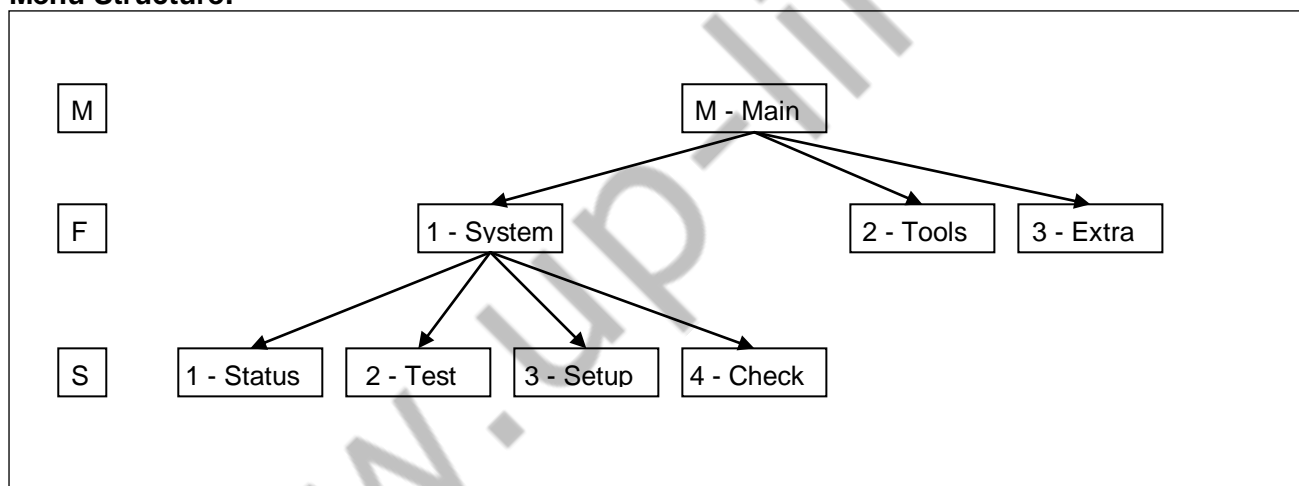 Menu Structure:
M
M - Main
F
1 - System
2 - Tools
3 - Extra
S
1 - Status
2 - Test
3 - Setup
4 - Check